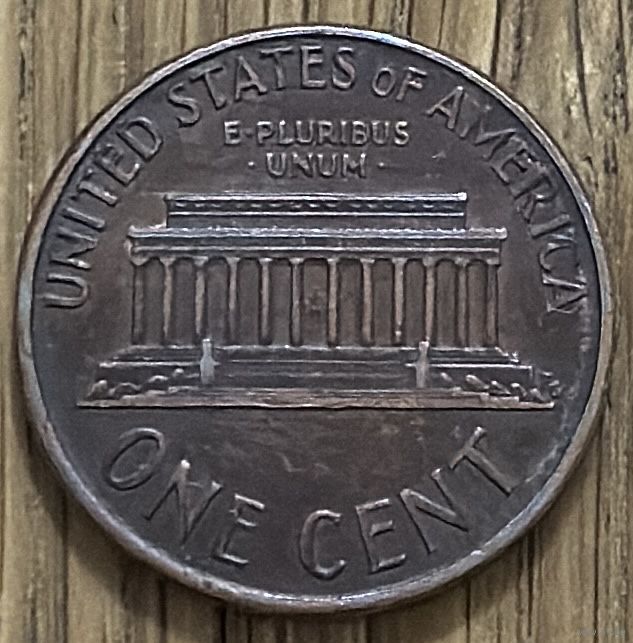 UNITED STATES OF AMERICA
E·PLURIBUS
·UNUM·
ONE CENT